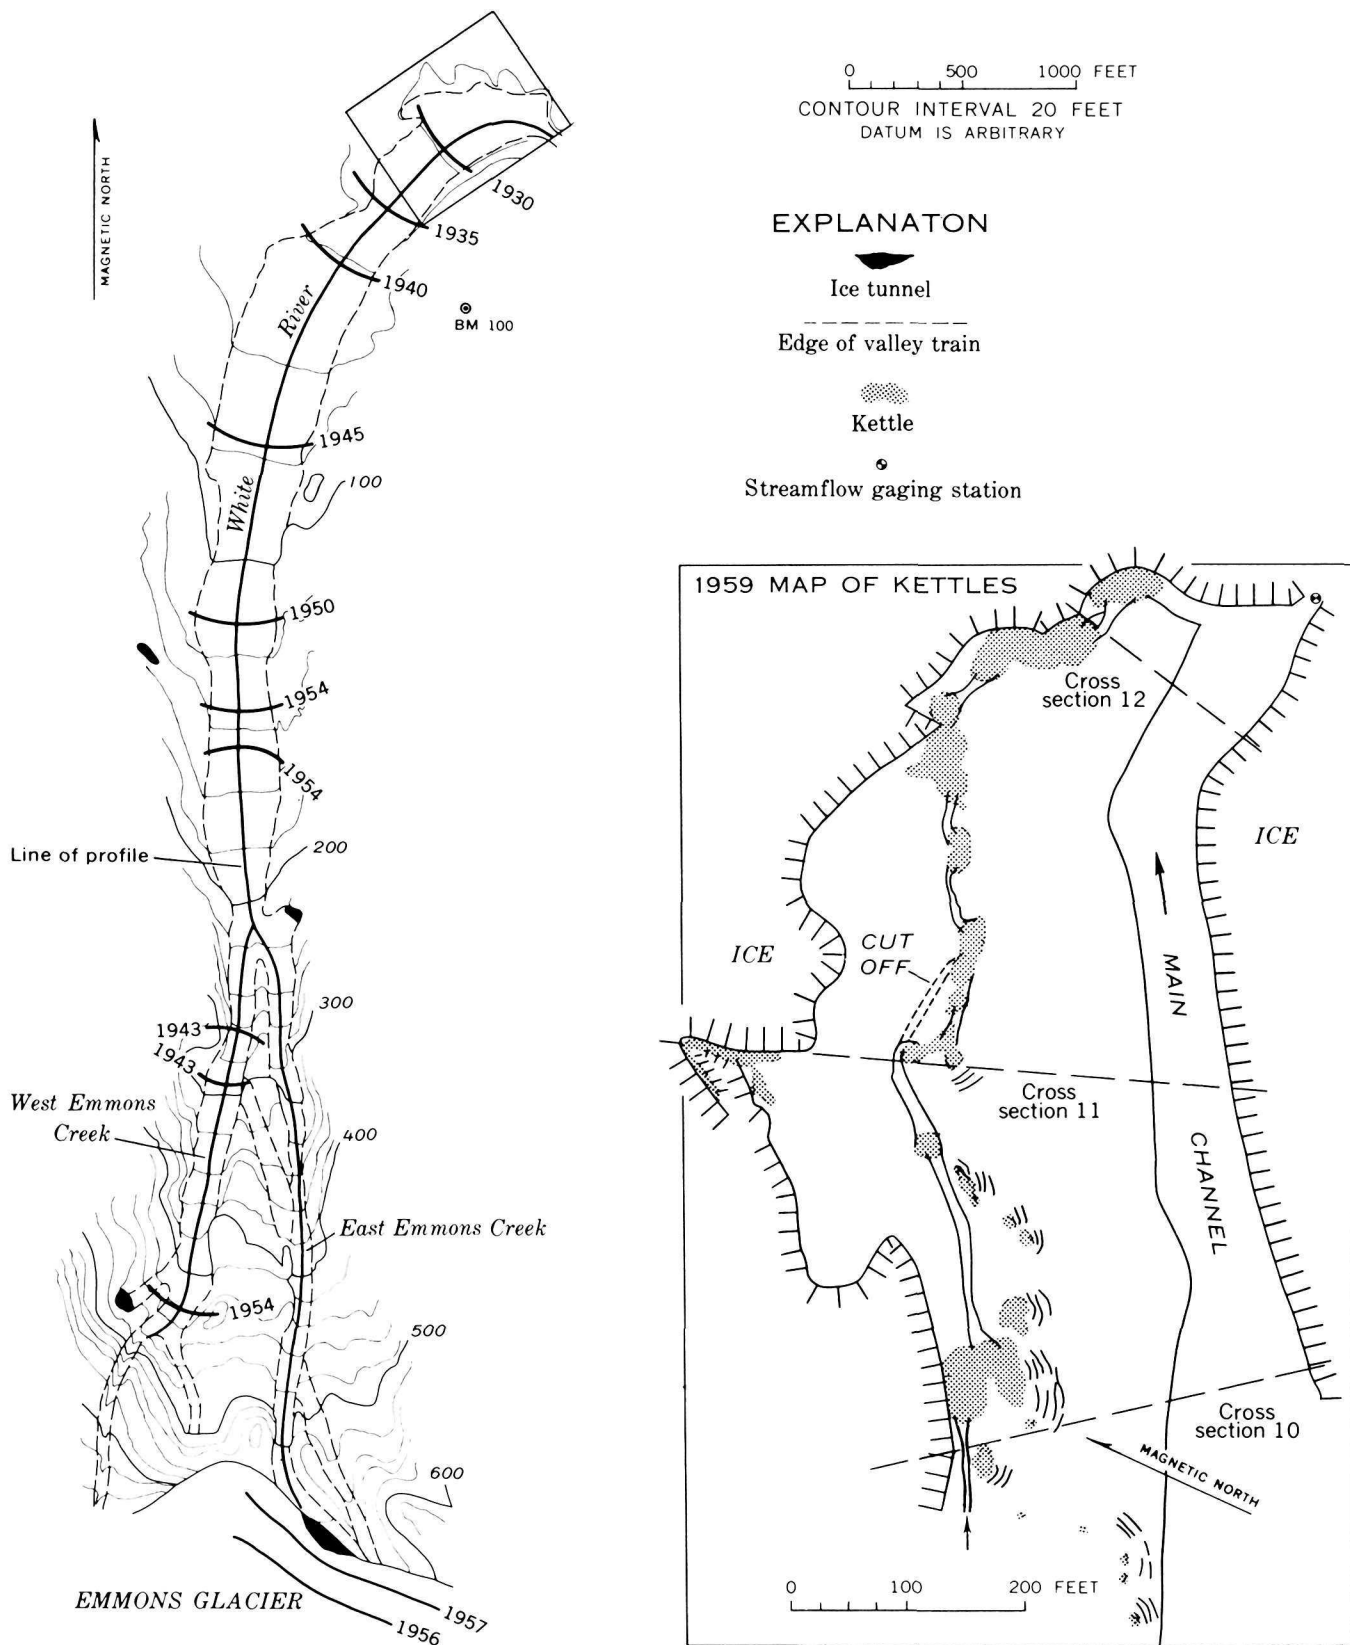 MAGNETIC NORTH
1930
1935
1940
BM 100
River
1945
100
White
1950
1954
1954
Line of profile
200
300
1943
1943
West Emmons
Creek
400
East Emmons Creek
1954
500
600
EMMONS GLACIER
1957
1956
0 500 1000 FEET
CONTOUR INTERVAL 20 FEET
DATUM IS ARBITRARY
EXPLANATON
Ice tunnel
Edge of valley train
Kettle
Streamflow gaging station
1959 MAP OF KETTLES
Cross
section 12
ICE
ICE
CUT
OFF
MAIN
CHANNEL
Cross
section 11
Cross
section 10
MAGNETIC NORTH
0 100 200 FEET